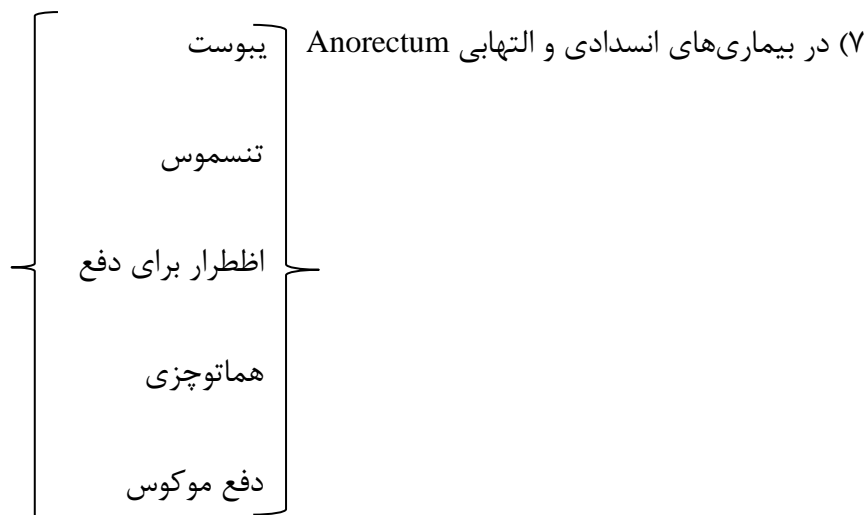 ۷) در بیماری‌های انسدادی و التهابی Anorectum یبوست
تنسموس
اظطرار برای دفع
هماتوچزی
دفع موکوس